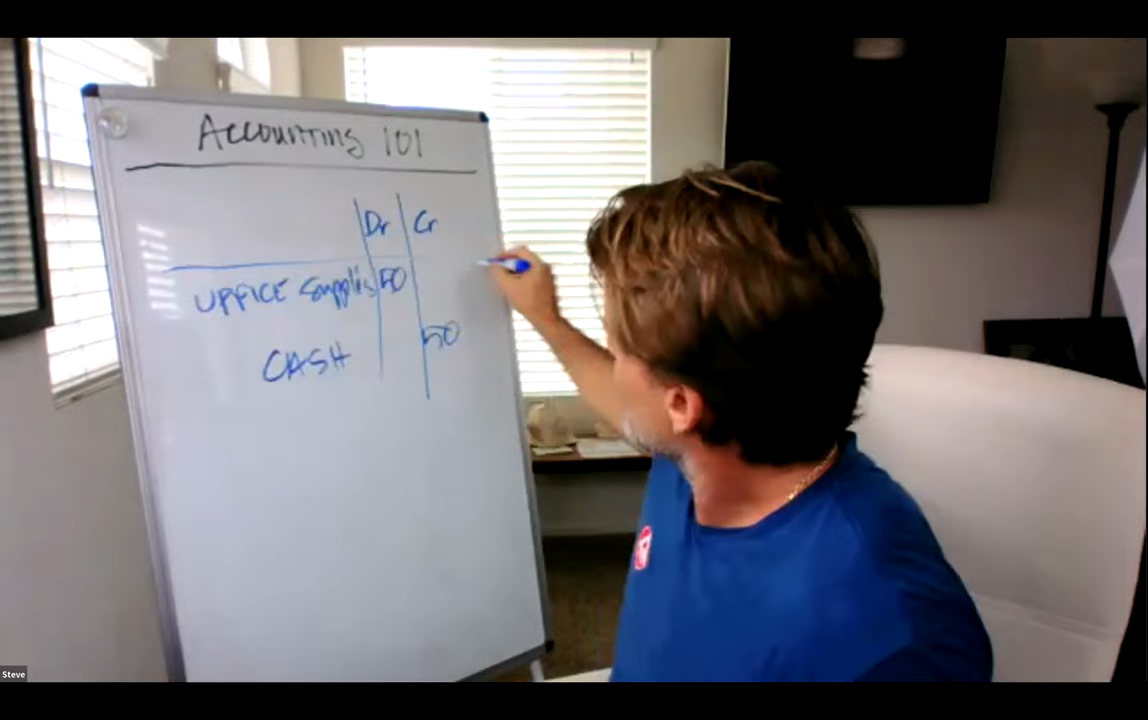 Accounting 101
Dr Cr
OFFICE Supplies 50
CASH 50
Steve